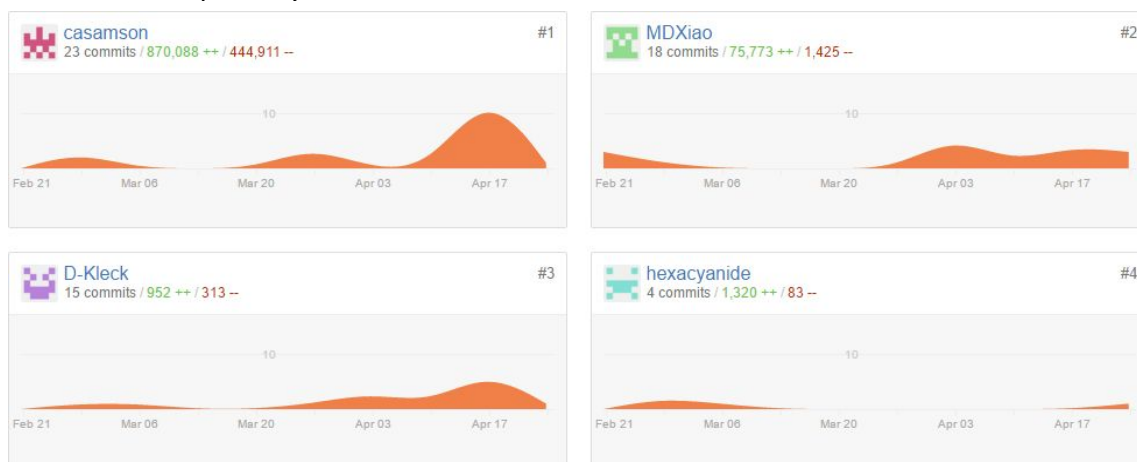 casamson #1
23 commits / 870,088 ++ / 444,911 --
10
Feb 21 Mar 06 Mar 20 Apr 03 Apr 17
MDXiao #2
18 commits / 75,773 ++ / 1,425 --
10
Feb 21 Mar 06 Mar 20 Apr 03 Apr 17
D-Kleck #3
15 commits / 952 ++ / 313 --
10
Feb 21 Mar 06 Mar 20 Apr 03 Apr 17
hexacyanide #4
4 commits / 1,320 ++ / 83 --
10
Feb 21 Mar 06 Mar 20 Apr 03 Apr 17